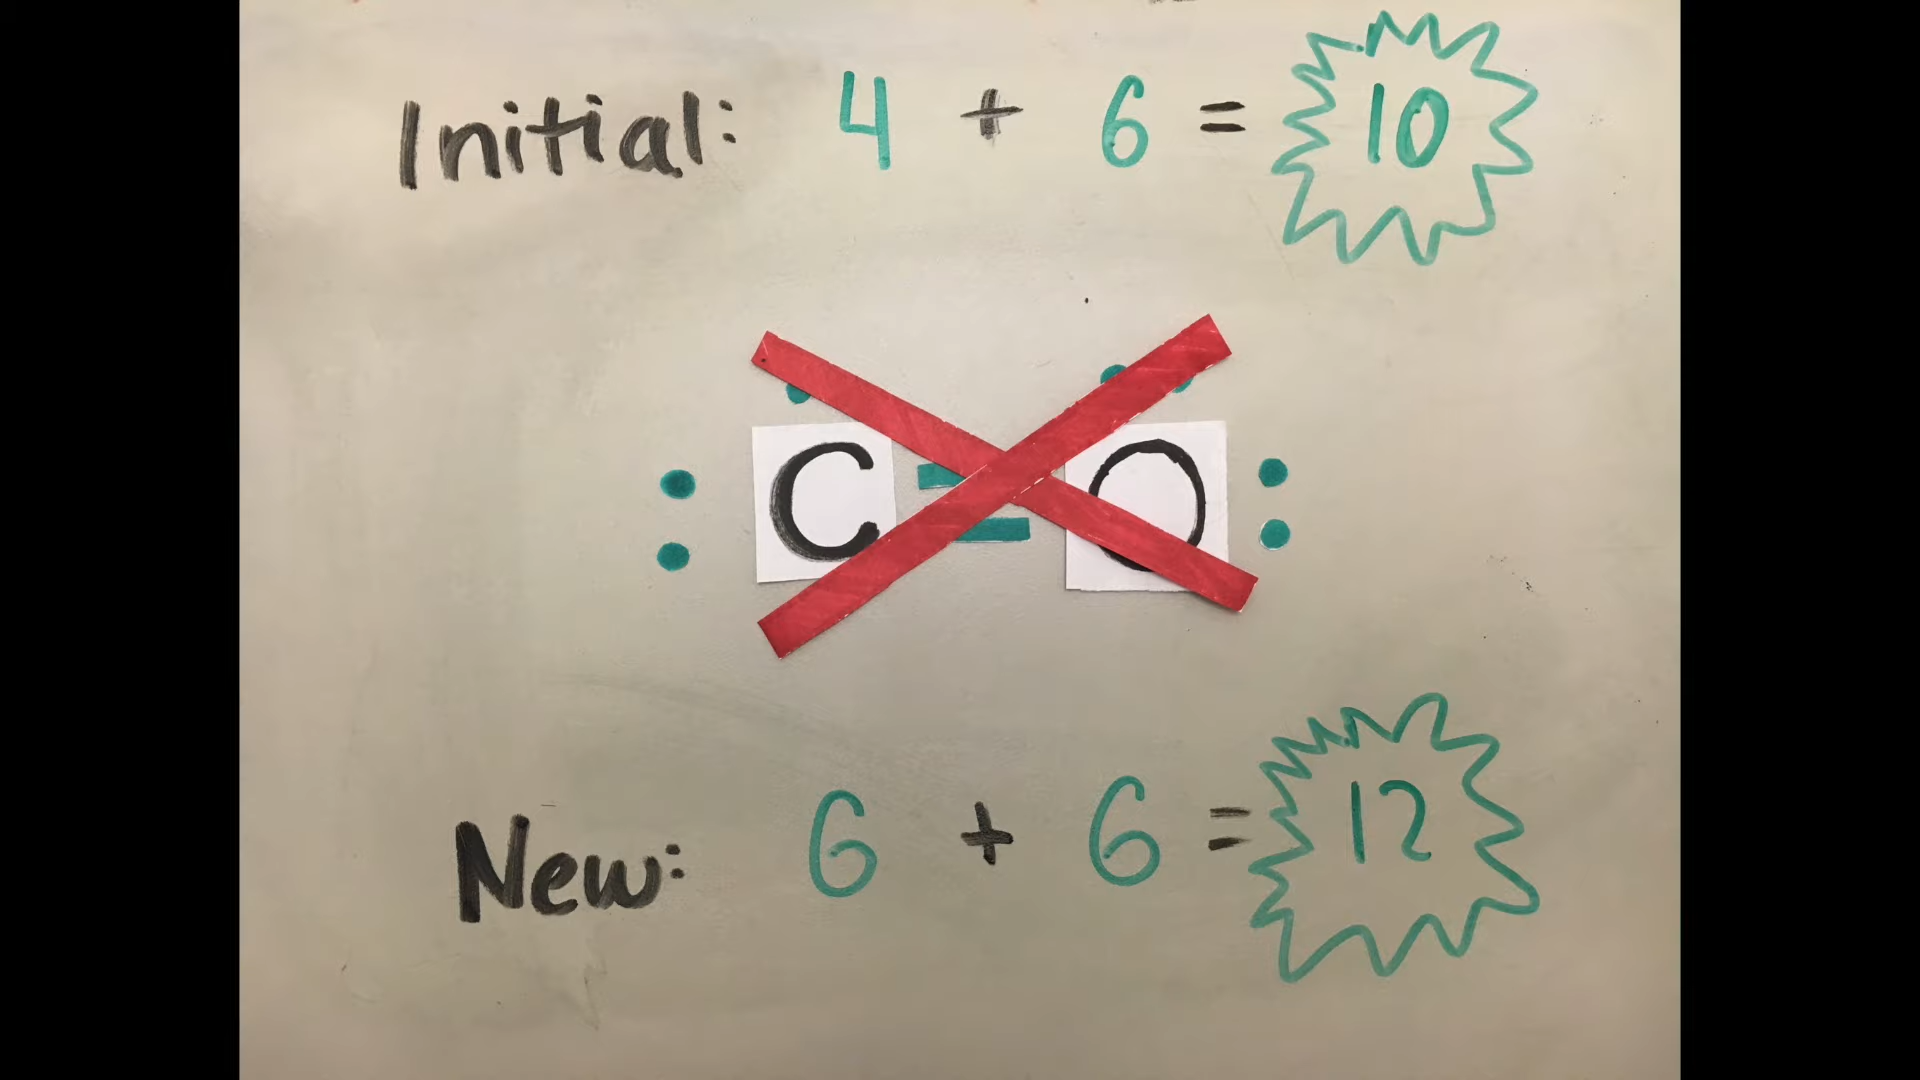 Initial: 4 + 6 = 10
C = O
New: 6 + 6 = 12